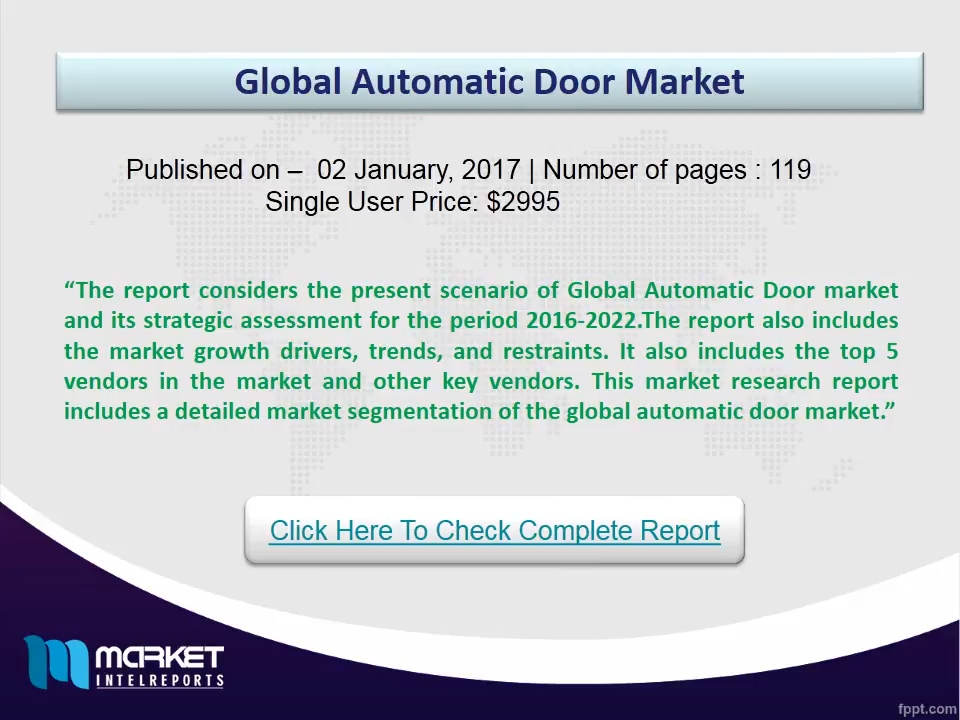 Global Automatic Door Market
Published on – 02 January, 2017 | Number of pages : 119
Single User Price: $2995
“The report considers the present scenario of Global Automatic Door market
and its strategic assessment for the period 2016-2022.The report also includes
the market growth drivers, trends, and restraints. It also includes the top 5
vendors in the market and other key vendors. This market research report
includes a detailed market segmentation of the global automatic door market.”
Click Here To Check Complete Report
MARKET
INTELREPORTS
fppt.com